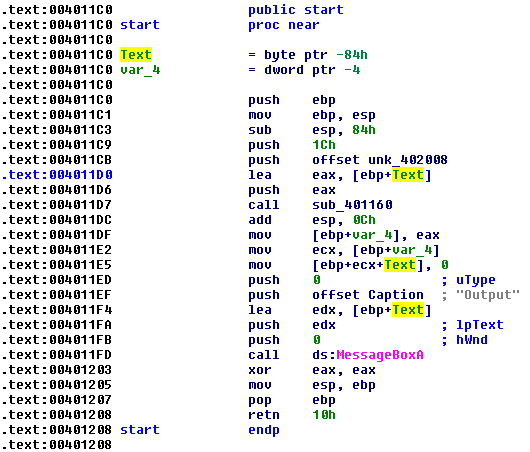 .text:004011C0 public start
.text:004011C0 start proc near
.text:004011C0
.text:004011C0 Text = byte ptr -84h
.text:004011C0 var_4 = dword ptr -4
.text:004011C0
.text:004011C0 push ebp
.text:004011C1 mov ebp, esp
.text:004011C3 sub esp, 84h
.text:004011C9 push 1Ch
.text:004011CB push offset unk_402008
.text:004011D0 lea eax, [ebp+Text]
.text:004011D6 push eax
.text:004011D7 call sub_401160
.text:004011DC add esp, 0Ch
.text:004011DF mov [ebp+var_4], eax
.text:004011E2 mov ecx, [ebp+var_4]
.text:004011E5 mov [ebp+ecx+Text], 0
.text:004011ED push 0 ; uType
.text:004011EF push offset Caption ; "Output"
.text:004011F4 lea edx, [ebp+Text]
.text:004011FA push edx ; lpText
.text:004011FB push 0 ; hWnd
.text:004011FD call ds:MessageBoxA
.text:00401203 xor eax, eax
.text:00401205 mov esp, ebp
.text:00401207 pop ebp
.text:00401208 retn 10h
.text:00401208 start endp
.text:00401208